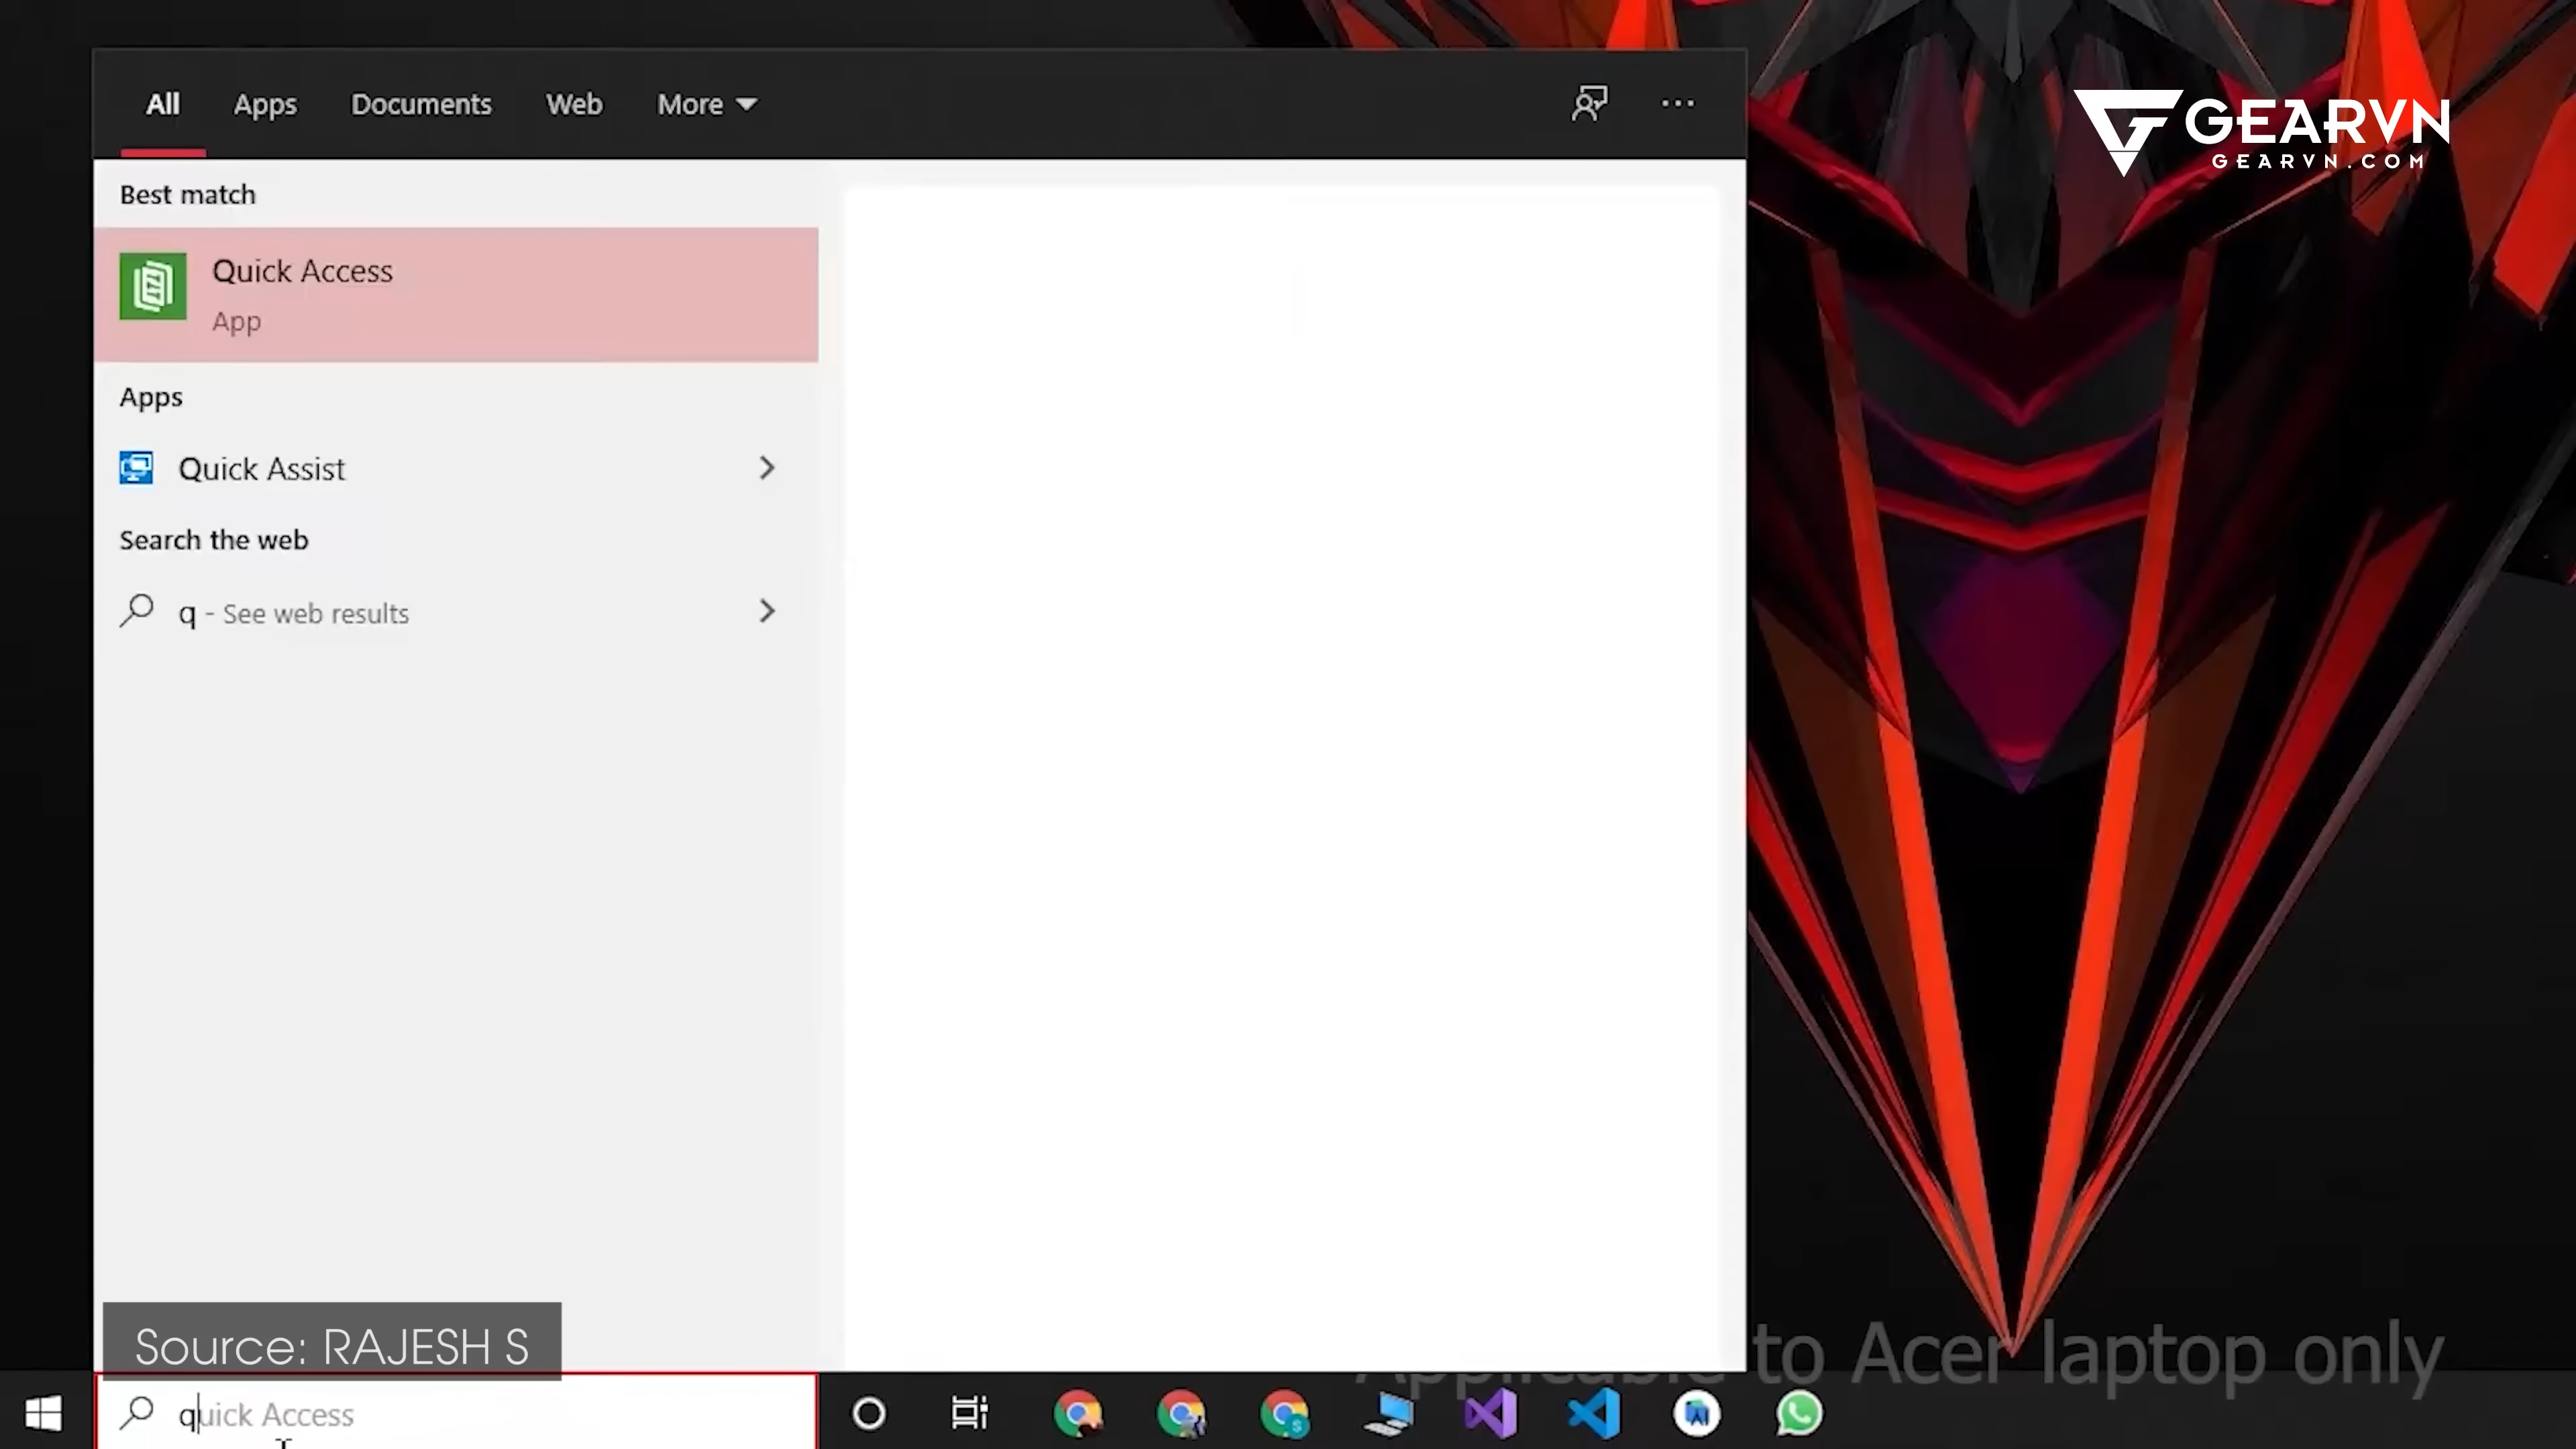 All Apps Documents Web More
GEARVN
GEARVN.COM
Best match
Quick Access
App
Apps
Quick Assist
Search the web
q - See web results
Source: RAJESH S
Applicable to Acer laptop only
quick Access